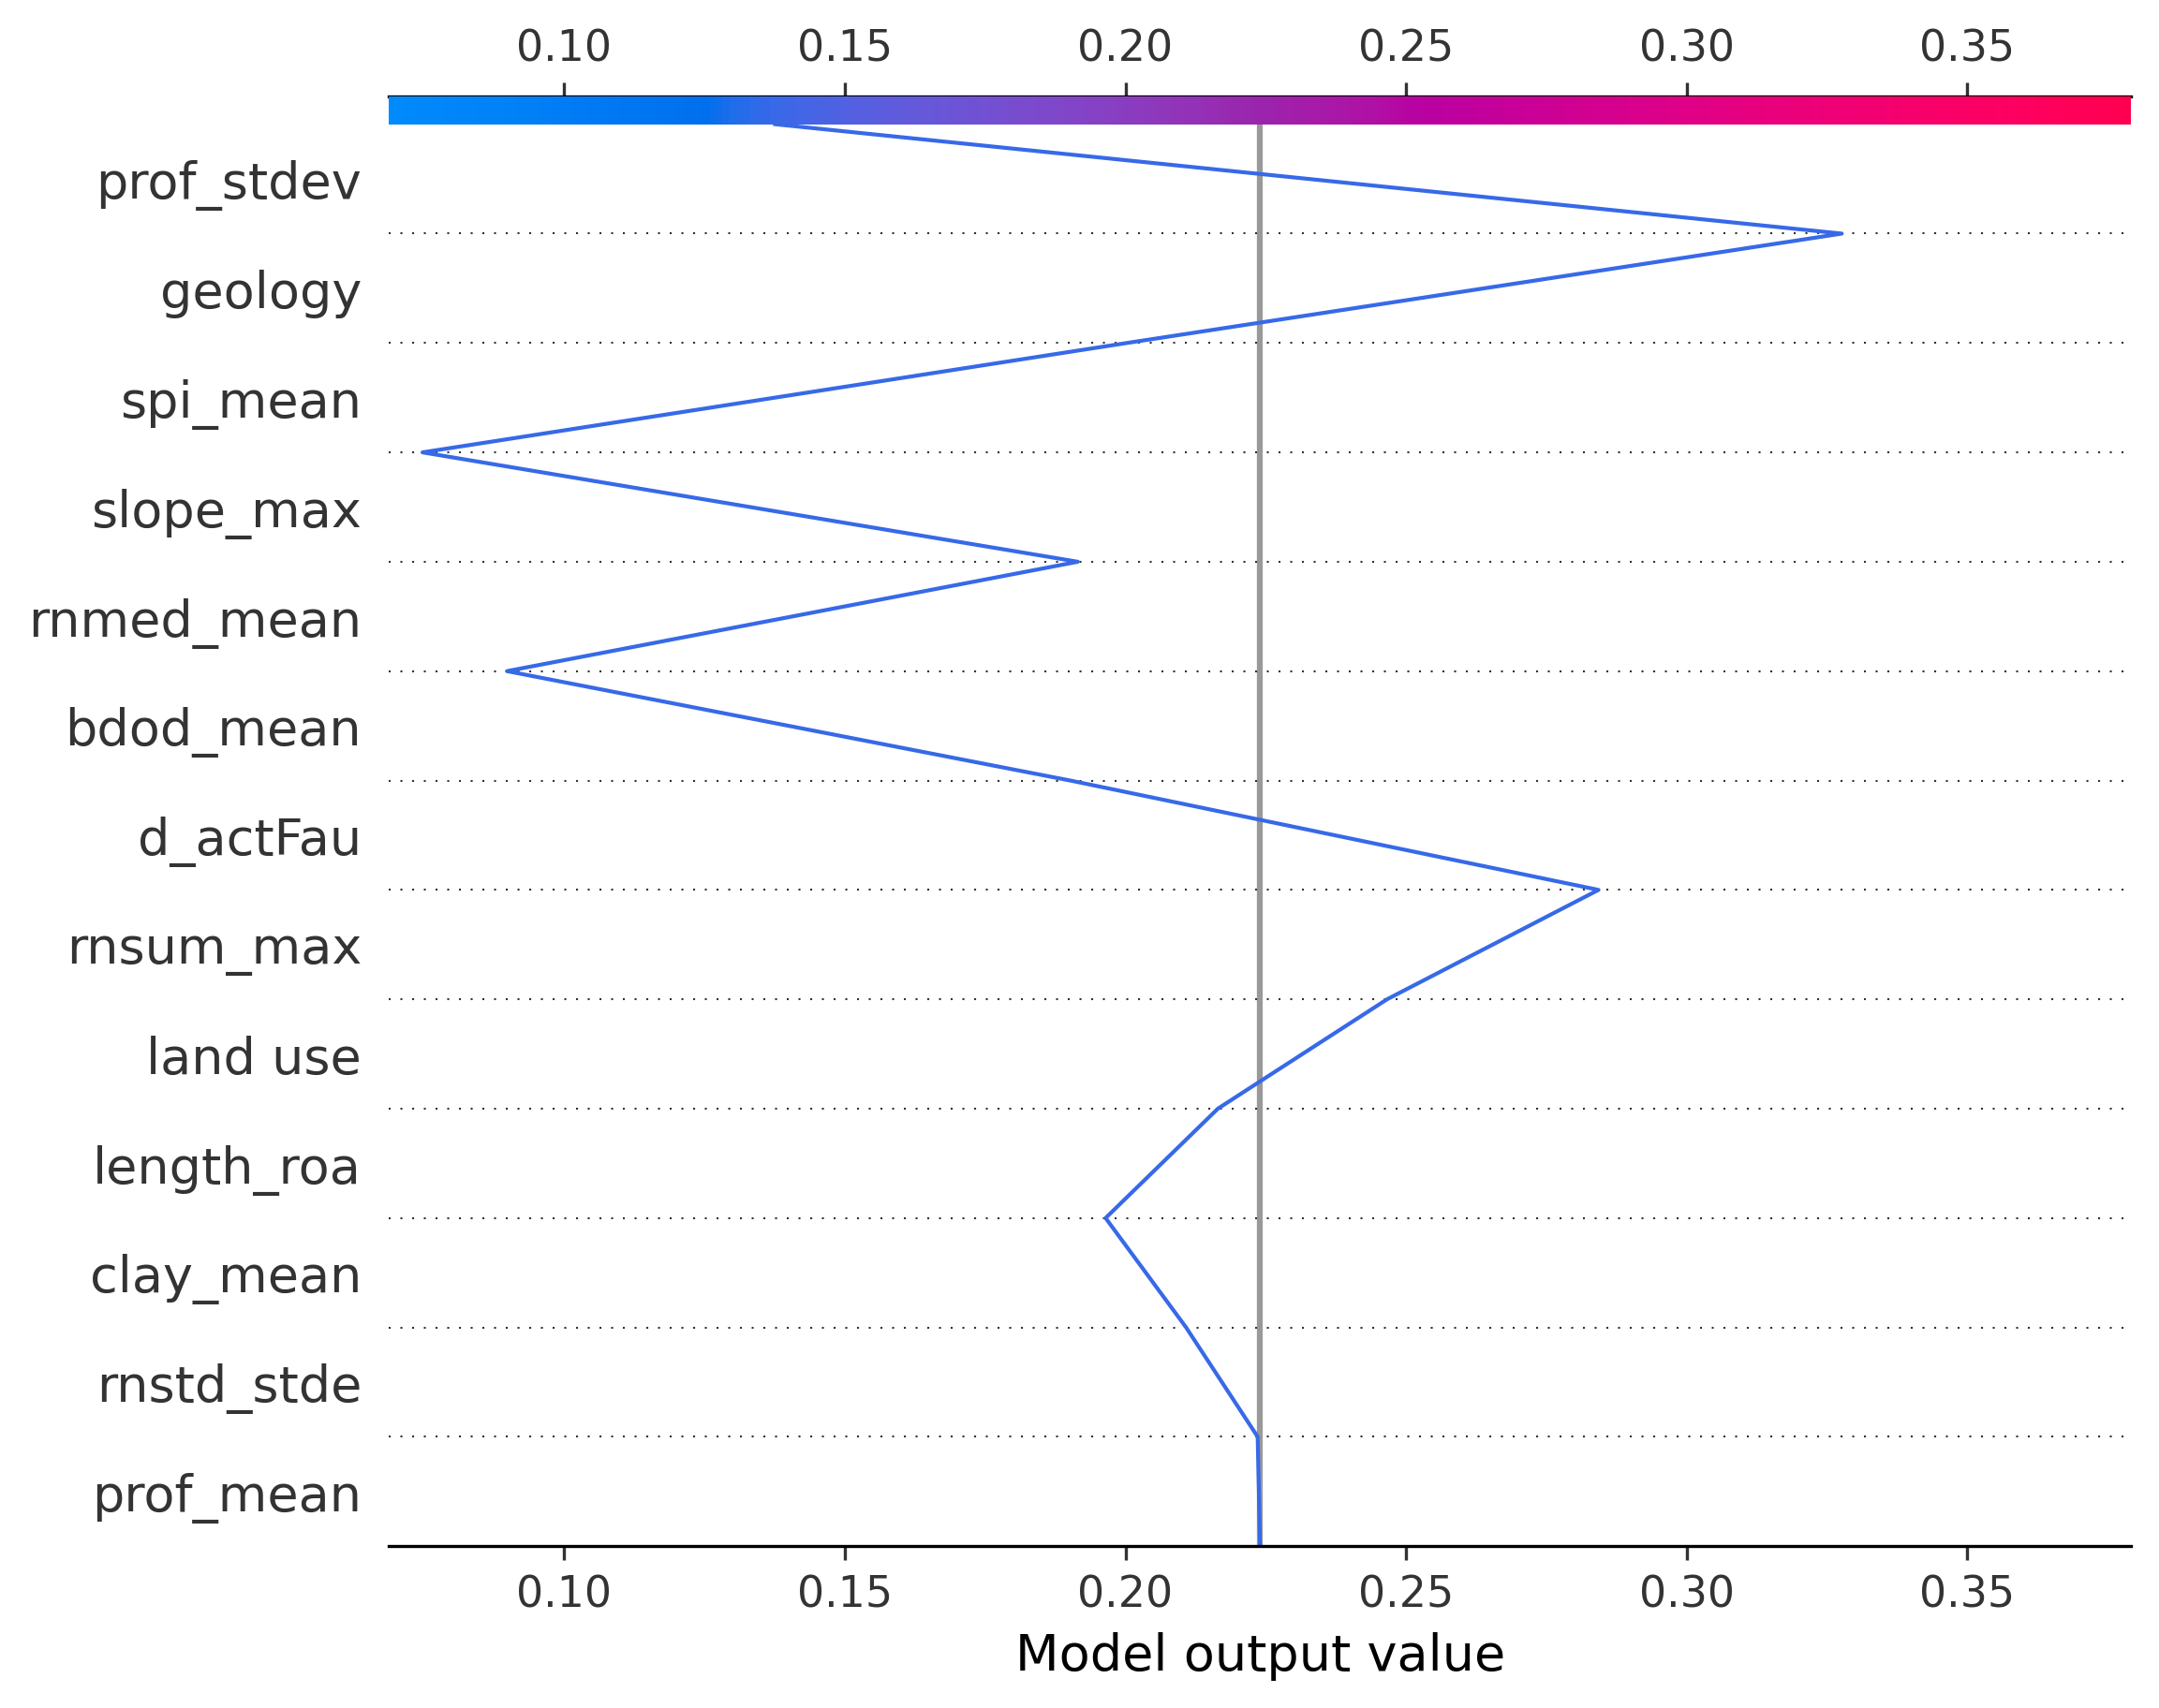 0.10 0.15 0.20 0.25 0.30 0.35
prof_stdev
geology
spi_mean
slope_max
rnmed_mean
bdod_mean
d_actFau
rnsum_max
land use
length_roa
clay_mean
rnstd_stde
prof_mean
0.10 0.15 0.20 0.25 0.30 0.35
Model output value